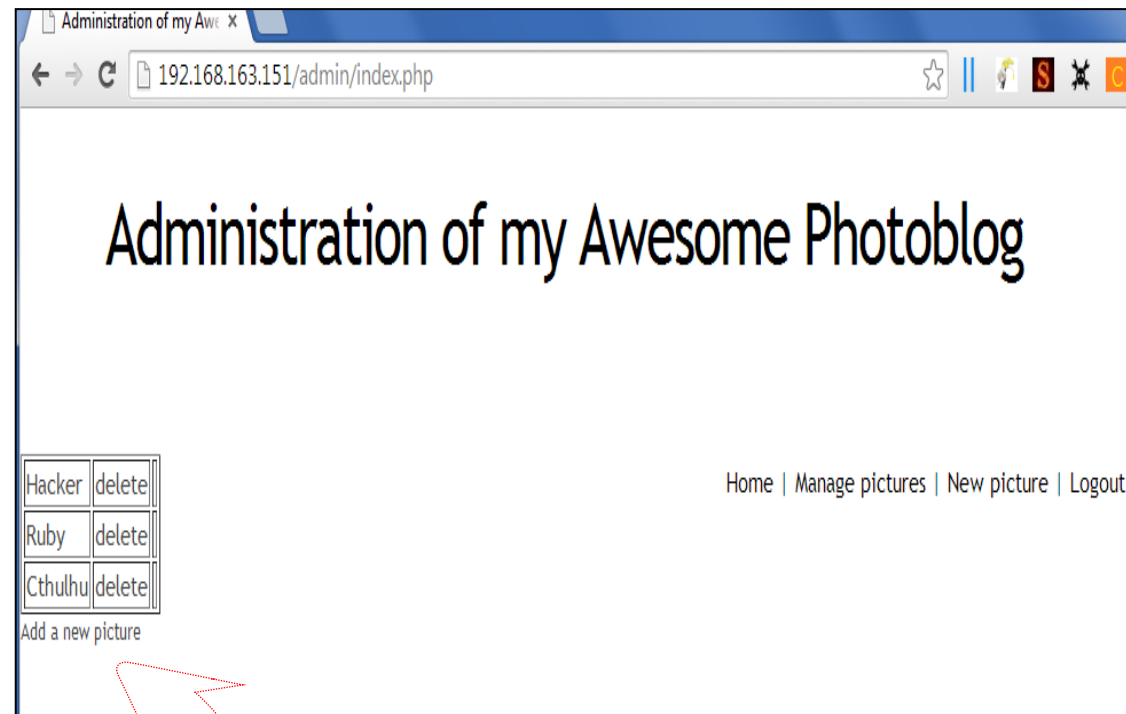 Administration of my Awe x
192.168.163.151/admin/index.php
S
C
Administration of my Awesome Photoblog
Home | Manage pictures | New picture | Logout
Hacker delete
Ruby delete
Cthulhu delete
Add a new picture